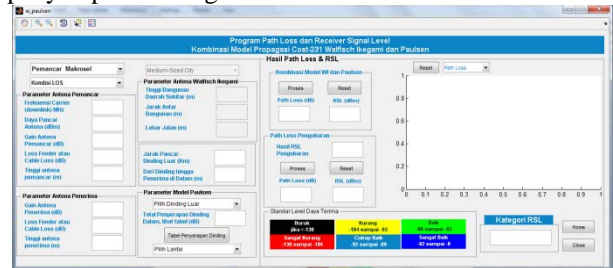 w_paulsen
Program Path Loss dan Receiver Signal Level
Kombinasi Model Propagasi Cost-231 Walfisch Ikegami dan Paulsen
Pemancar Makrosel
Kondisi LOS
Parameter Antena Pemancar
Frekuensi Carrier
(downlink) MHz
Daya Pancar
Antena (dBm)
Gain Antena
Pemancar (dB)
Loss Feeder atau
Cable Loss (dB)
Tinggi antena
pemancar (m)
Parameter Antena Penerima
Gain Antena
Penerima (dB)
Loss Feeder atau
Cable Loss (dB)
Tinggi antena
penerima (m)
Medium-Sized City
Parameter Antena Walfisch Ikegami
Tinggi Bangunan
Daerah Sekitar (m)
Jarak Antar
Bangunan (m)
Lebar Jalan (m)
Jarak Pancar -
Dinding Luar (Km)
Dari Dinding hingga
Penerima di Dalam (m)
Parameter Model Paulsen
Pilih Dinding Luar
Total Penyerapan Dinding
Dalam, lihat tabel (dB)
Tabel Penyerapan Dinding
Pilih Lantai
Hasil Path Loss & RSL
Kombinasi Model WI dan Paulsen
Proses Reset
Path Loss (dB) RSL (dBm)
Path Loss Pengukuran
Hasil RSL
Pengukuran
Proses Reset
Path Loss (dB) RSL (dBm)
Standar Level Daya Terima
Buruk Kurang Baik
jika <-130 -104 sampai -93
Sangat Kurang Cukup Baik Sangat Baik
-130 sampai -105 -92 sampai
Reset Path Loss
1
0.8
0.6
0.4
0.2
0
0 0.1 0.2 0.3 0.4 0.5 0.6 0.7 0.8 0.9 1
Kategori RSL
Home
Close